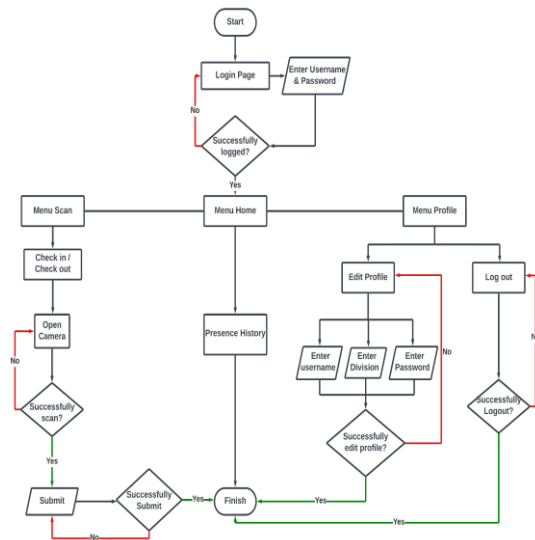 Start
Login Page
Enter Username
& Password
No
Successfully
logged?
Yes
Menu Scan
Menu Home
Menu Profile
Check in /
Check out
Edit Profile
Log out
Open
Camera
Presence History
No
Enter
username
Enter
Division
Enter
Password
No
N
Successfully
scan?
Successfully
edit profile?
Successfully
Logout?
Yes
Submit
Successfully
Submit
Yes
Finish
Yes
No
Yes